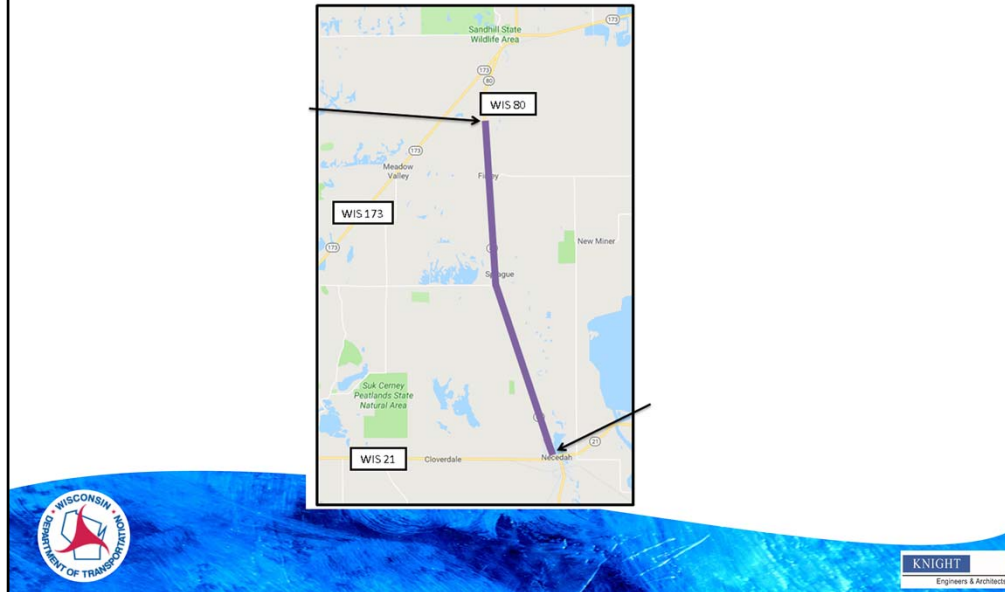 Sandhill State
Wildlife Area
173
173
80
WIS 80
173
Meadow
Valley
WIS 173
173
New Miner
Sprague
Suk Cerney
Peatlands State
Natural Area
21
WIS 21
Cloverdale
Necedah
WISCONSIN
DEPARTMENT OF TRANSPORTATION
KNIGHT
Engineers & Architects